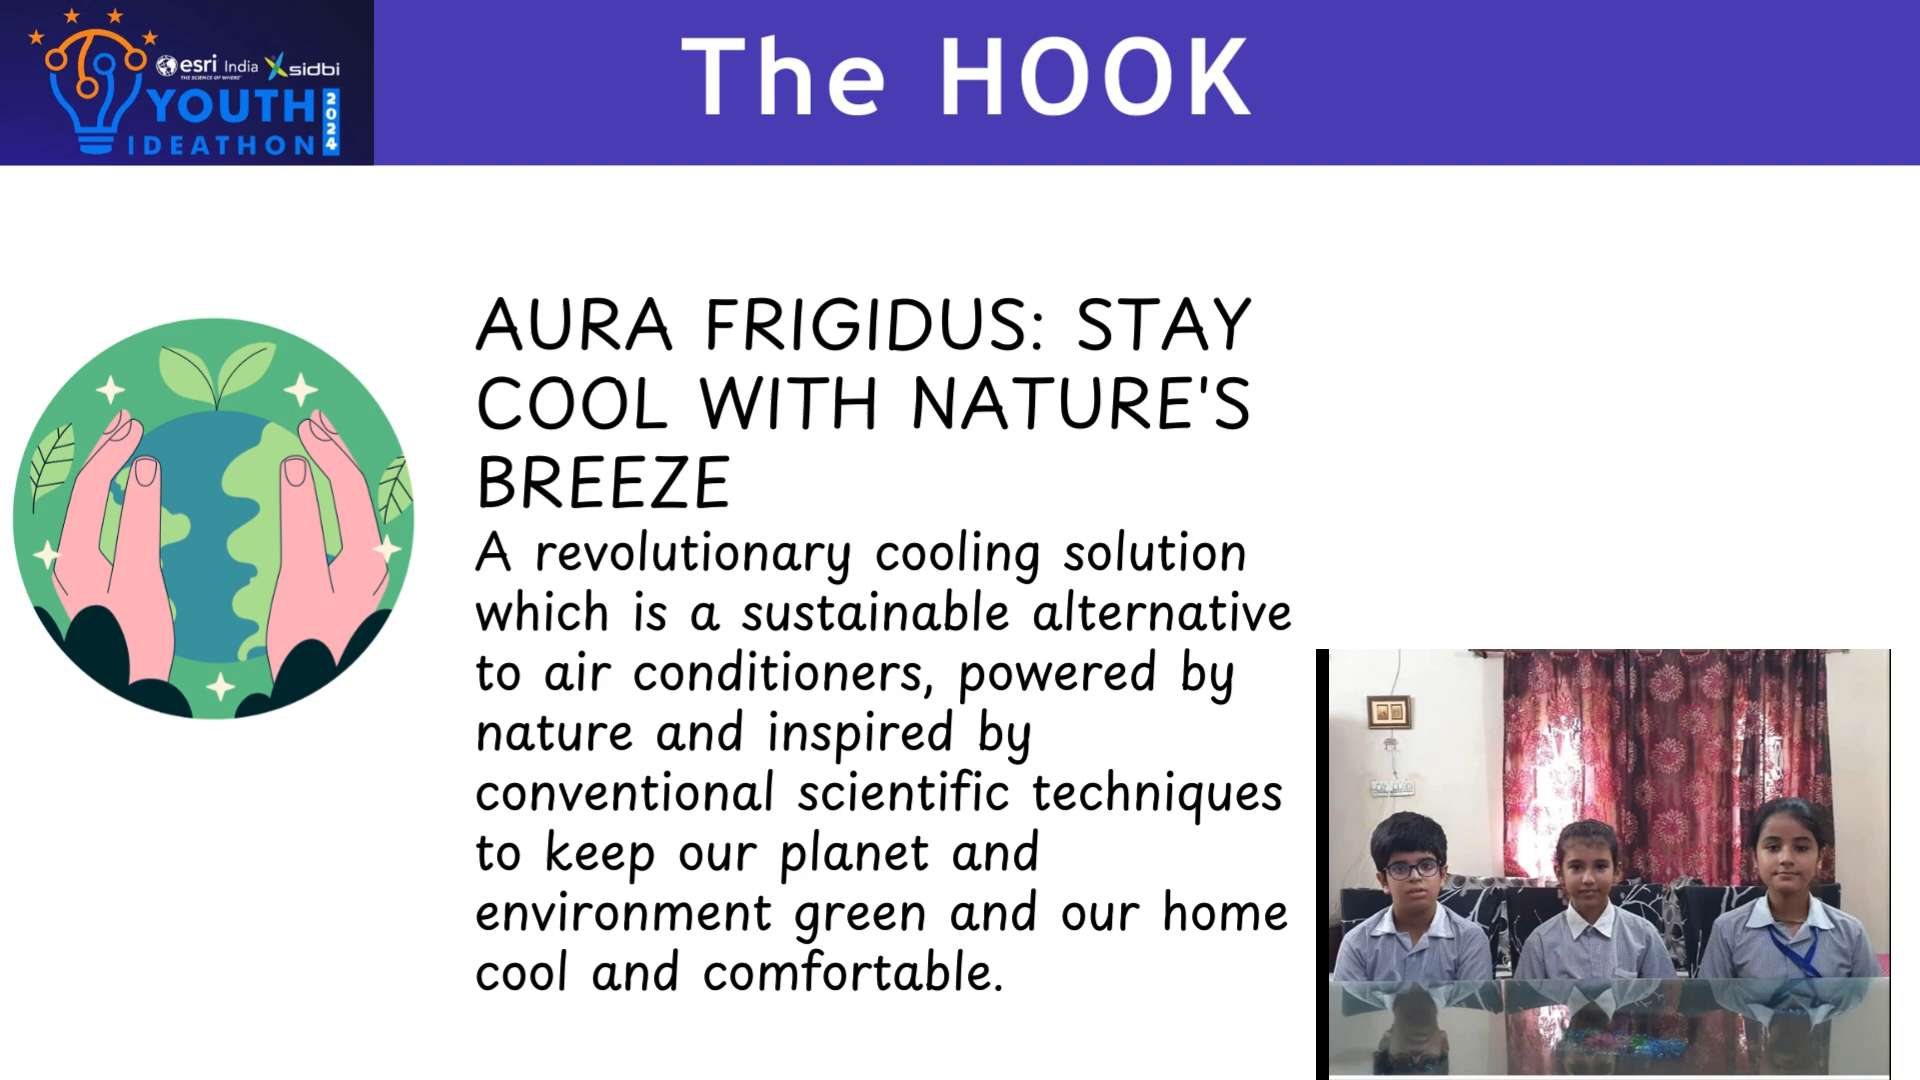 esri India sidbi
THE SCIENCE OF WHERE
YOUTH
IDEATHON
2024
The HOOK
AURA FRIGIDUS: STAY
COOL WITH NATURE'S
BREEZE
A revolutionary cooling solution
which is a sustainable alternative
to air conditioners, powered by
nature and inspired by
conventional scientific techniques
to keep our planet and
environment green and our home
cool and comfortable.